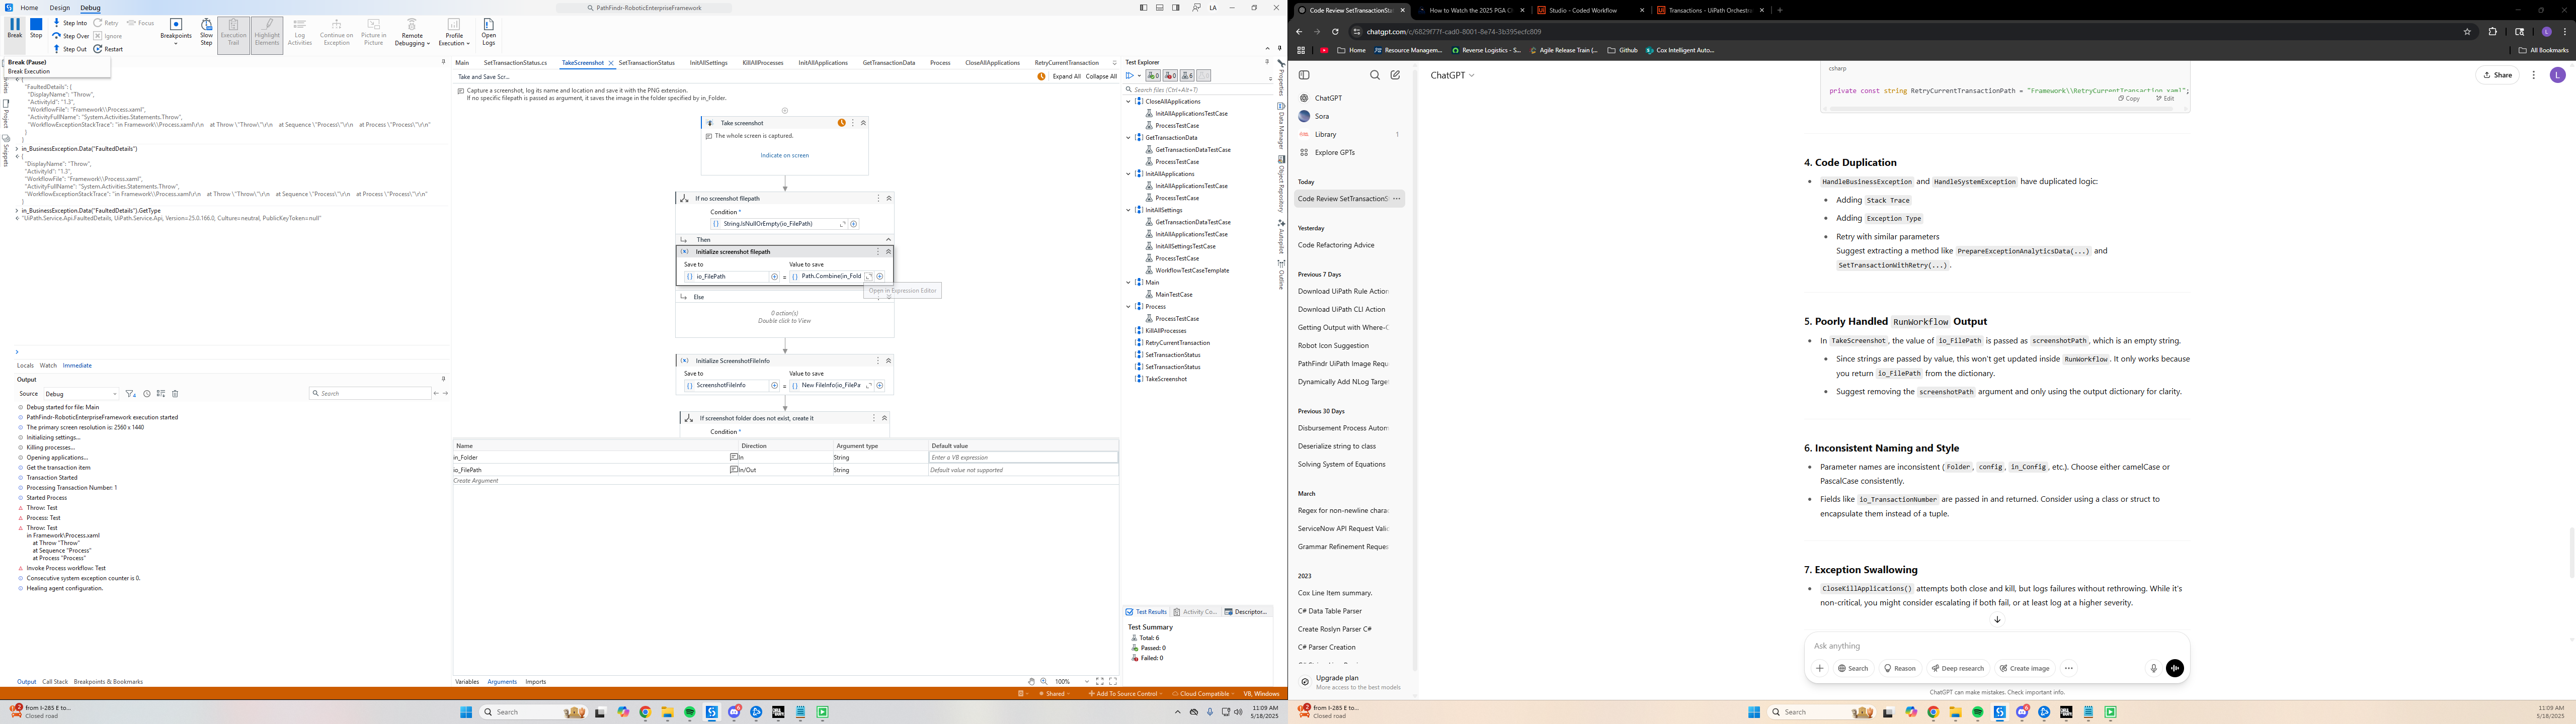 Home Design Debug
PathFindr-RoboticEnterpriseFramework
LA
Break Stop
Step Into Retry Focus
Step Over Ignore
Step Out Restart
Breakpoints
Slow Step
Execution Trail
Highlight Elements
Log Activities
Continue on Exception
Picture in Picture
Remote Debugging
Profile Execution
Open Logs
Break (Pause)
Break Execution
Project
Snippets
{
"FaultedDetails": {
"DisplayName": "Throw",
"ActivityId": "1.3",
"WorkflowFile": "Framework\\Process.xaml",
"ActivityFullName": "System.Activities.Statements.Throw",
"WorkflowExceptionStackTrace": "in Framework\\Process.xaml\r\n at Throw \"Throw\"\r\n at Sequence \"Process\"\r\n at Process \"Process\"\r\n"
}
}
in_BusinessException.Data("FaultedDetails")
{
"DisplayName": "Throw",
"ActivityId": "1.3",
"WorkflowFile": "Framework\\Process.xaml",
"ActivityFullName": "System.Activities.Statements.Throw",
"WorkflowExceptionStackTrace": "in Framework\\Process.xaml\r\n at Throw \"Throw\"\r\n at Sequence \"Process\"\r\n at Process \"Process\"\r\n"
}
in_BusinessException.Data("FaultedDetails").GetType
"UiPath.Service.Api.FaultedDetails, UiPath.Service.Api, Version=25.0.166.0, Culture=neutral, PublicKeyToken=null"
Locals Watch Immediate
Output
Source Debug Search
Debug started for file: Main
PathFindr-RoboticEnterpriseFramework execution started
The primary screen resolution is: 2560 x 1440
Initializing settings...
Killing processes...
Opening applications...
Get the transaction item
Transaction Started
Processing Transaction Number: 1
Started Process
Throw: Test
Process: Test
Throw: Test
in Framework\Process.xaml
at Throw "Throw"
at Sequence "Process"
at Process "Process"
Invoke Process workflow: Test
Consecutive system exception counter is 0.
Healing agent configuration.
Output Call Stack Breakpoints & Bookmarks
Main SetTransactionStatus.cs TakeScreenshot SetTransactionStatus InitAllSettings KillAllProcesses InitAllApplications GetTransactionData Process CloseAllApplications RetryCurrentTransaction
Take and Save Scr...
Expand All Collapse All
Capture a screenshot, log its name and location and save it with the PNG extension.
If no specific filepath is passed as argument, it saves the image in the folder specified by in_Folder.
Take screenshot
The whole screen is captured.
Indicate on screen
If no screenshot filepath
Condition *
String.IsNullOrEmpty(io_FilePath)
Then
Initialize screenshot filepath
Save to Value to save
io_FilePath = Path.Combine(in_Fold
Open in Expression Editor
Else
0 action(s)
Double click to View
Initialize ScreenshotFileInfo
Save to Value to save
ScreenshotFileInfo = New FileInfo(io_FilePa
If screenshot folder does not exist, create it
Condition *
Name Direction Argument type Default value
in_Folder In String Enter a VB expression
io_FilePath In/Out String Default value not supported
Create Argument
Variables Arguments Imports
100%
Test Explorer
Search files (Ctrl+Alt+T)
CloseAllApplications
InitAllApplicationsTestCase
ProcessTestCase
GetTransactionData
GetTransactionDataTestCase
ProcessTestCase
InitAllApplications
InitAllApplicationsTestCase
ProcessTestCase
InitAllSettings
GetTransactionDataTestCase
InitAllApplicationsTestCase
InitAllSettingsTestCase
ProcessTestCase
WorkflowTestCaseTemplate
Main
MainTestCase
Process
ProcessTestCase
KillAllProcesses
RetryCurrentTransaction
SetTransactionStatus
SetTransactionStatus
TakeScreenshot
Test Results Activity Co... Descriptor...
Test Summary
Total: 6
Passed: 0
Failed: 0
Properties
Data Manager
Object Repository
Autopilot
Outline
Shared Add To Source Control Cloud Compatible VB, Windows
from I-285 E to...
Closed road
Search
11:09 AM
5/18/2025
Code Review SetTransactionSta
How to Watch the 2025 PGA C
Studio - Coded Workflow
Transactions - UiPath Orchestr
chatgpt.com/c/6829f77f-cad0-8001-8e74-3b395ecfc809
Home Resource Managem... Reverse Logistics - S... Agile Release Train (... Github Cox Intelligent Auto...
All Bookmarks
ChatGPT
Sora
Library 1
Explore GPTs
Today
Code Review SetTransactionS
Yesterday
Code Refactoring Advice
Previous 7 Days
Download UiPath Rule Action
Download UiPath CLI Action
Getting Output with Where-O
Robot Icon Suggestion
PathFindr UiPath Image Requ
Dynamically Add NLog Target
Previous 30 Days
Disbursement Process Autom
Deserialize string to class
Solving System of Equations
March
Regex for non-newline charac
ServiceNow API Request Valid
Grammar Refinement Request
2023
Cox Line Item summary.
C# Data Table Parser
Create Roslyn Parser C#
C# Parser Creation
Upgrade plan
More access to the best models
ChatGPT
Share
L
csharp
Copy Edit
private const string RetryCurrentTransactionPath = "Framework\\RetryCurrentTransaction.xaml";
4. Code Duplication
HandleBusinessException and HandleSystemException have duplicated logic:
Adding Stack Trace
Adding Exception Type
Retry with similar parameters
Suggest extracting a method like PrepareExceptionAnalyticsData(...) and
SetTransactionWithRetry(...).
5. Poorly Handled RunWorkflow Output
In TakeScreenshot, the value of io_FilePath is passed as screenshotPath, which is an empty string.
Since strings are passed by value, this won't get updated inside RunWorkflow. It only works because
you return io_FilePath from the dictionary.
Suggest removing the screenshotPath argument and only using the output dictionary for clarity.
6. Inconsistent Naming and Style
Parameter names are inconsistent (Folder, config, in_Config, etc.). Choose either camelCase or
PascalCase consistently.
Fields like io_TransactionNumber are passed in and returned. Consider using a class or struct to
encapsulate them instead of a tuple.
7. Exception Swallowing
CloseKillApplications() attempts both close and kill, but logs failures without rethrowing. While it's
non-critical, you might consider escalating if both fail, or at least log at a higher severity.
Ask anything
Search Reason Deep research Create image
ChatGPT can make mistakes. Check important info.
from I-285 E to...
Closed road
Search
11:09 AM
5/18/2025